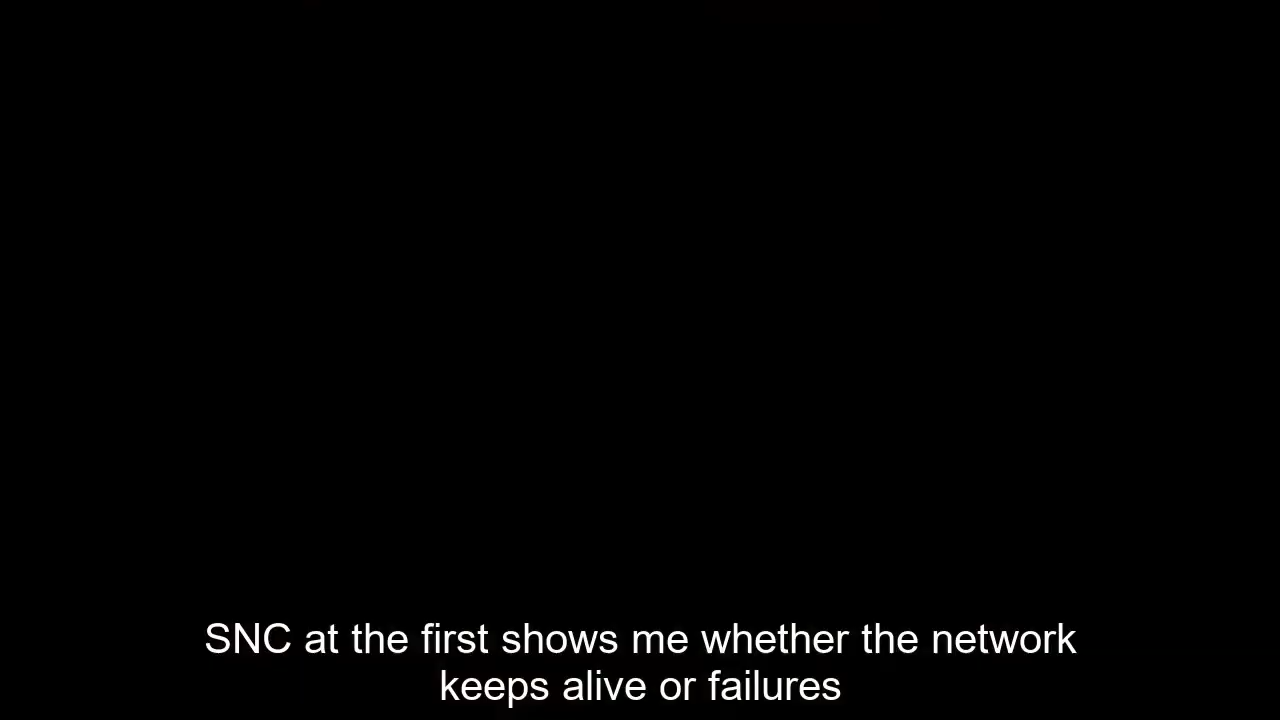 SNC at the first shows me whether the network
keeps alive or failures